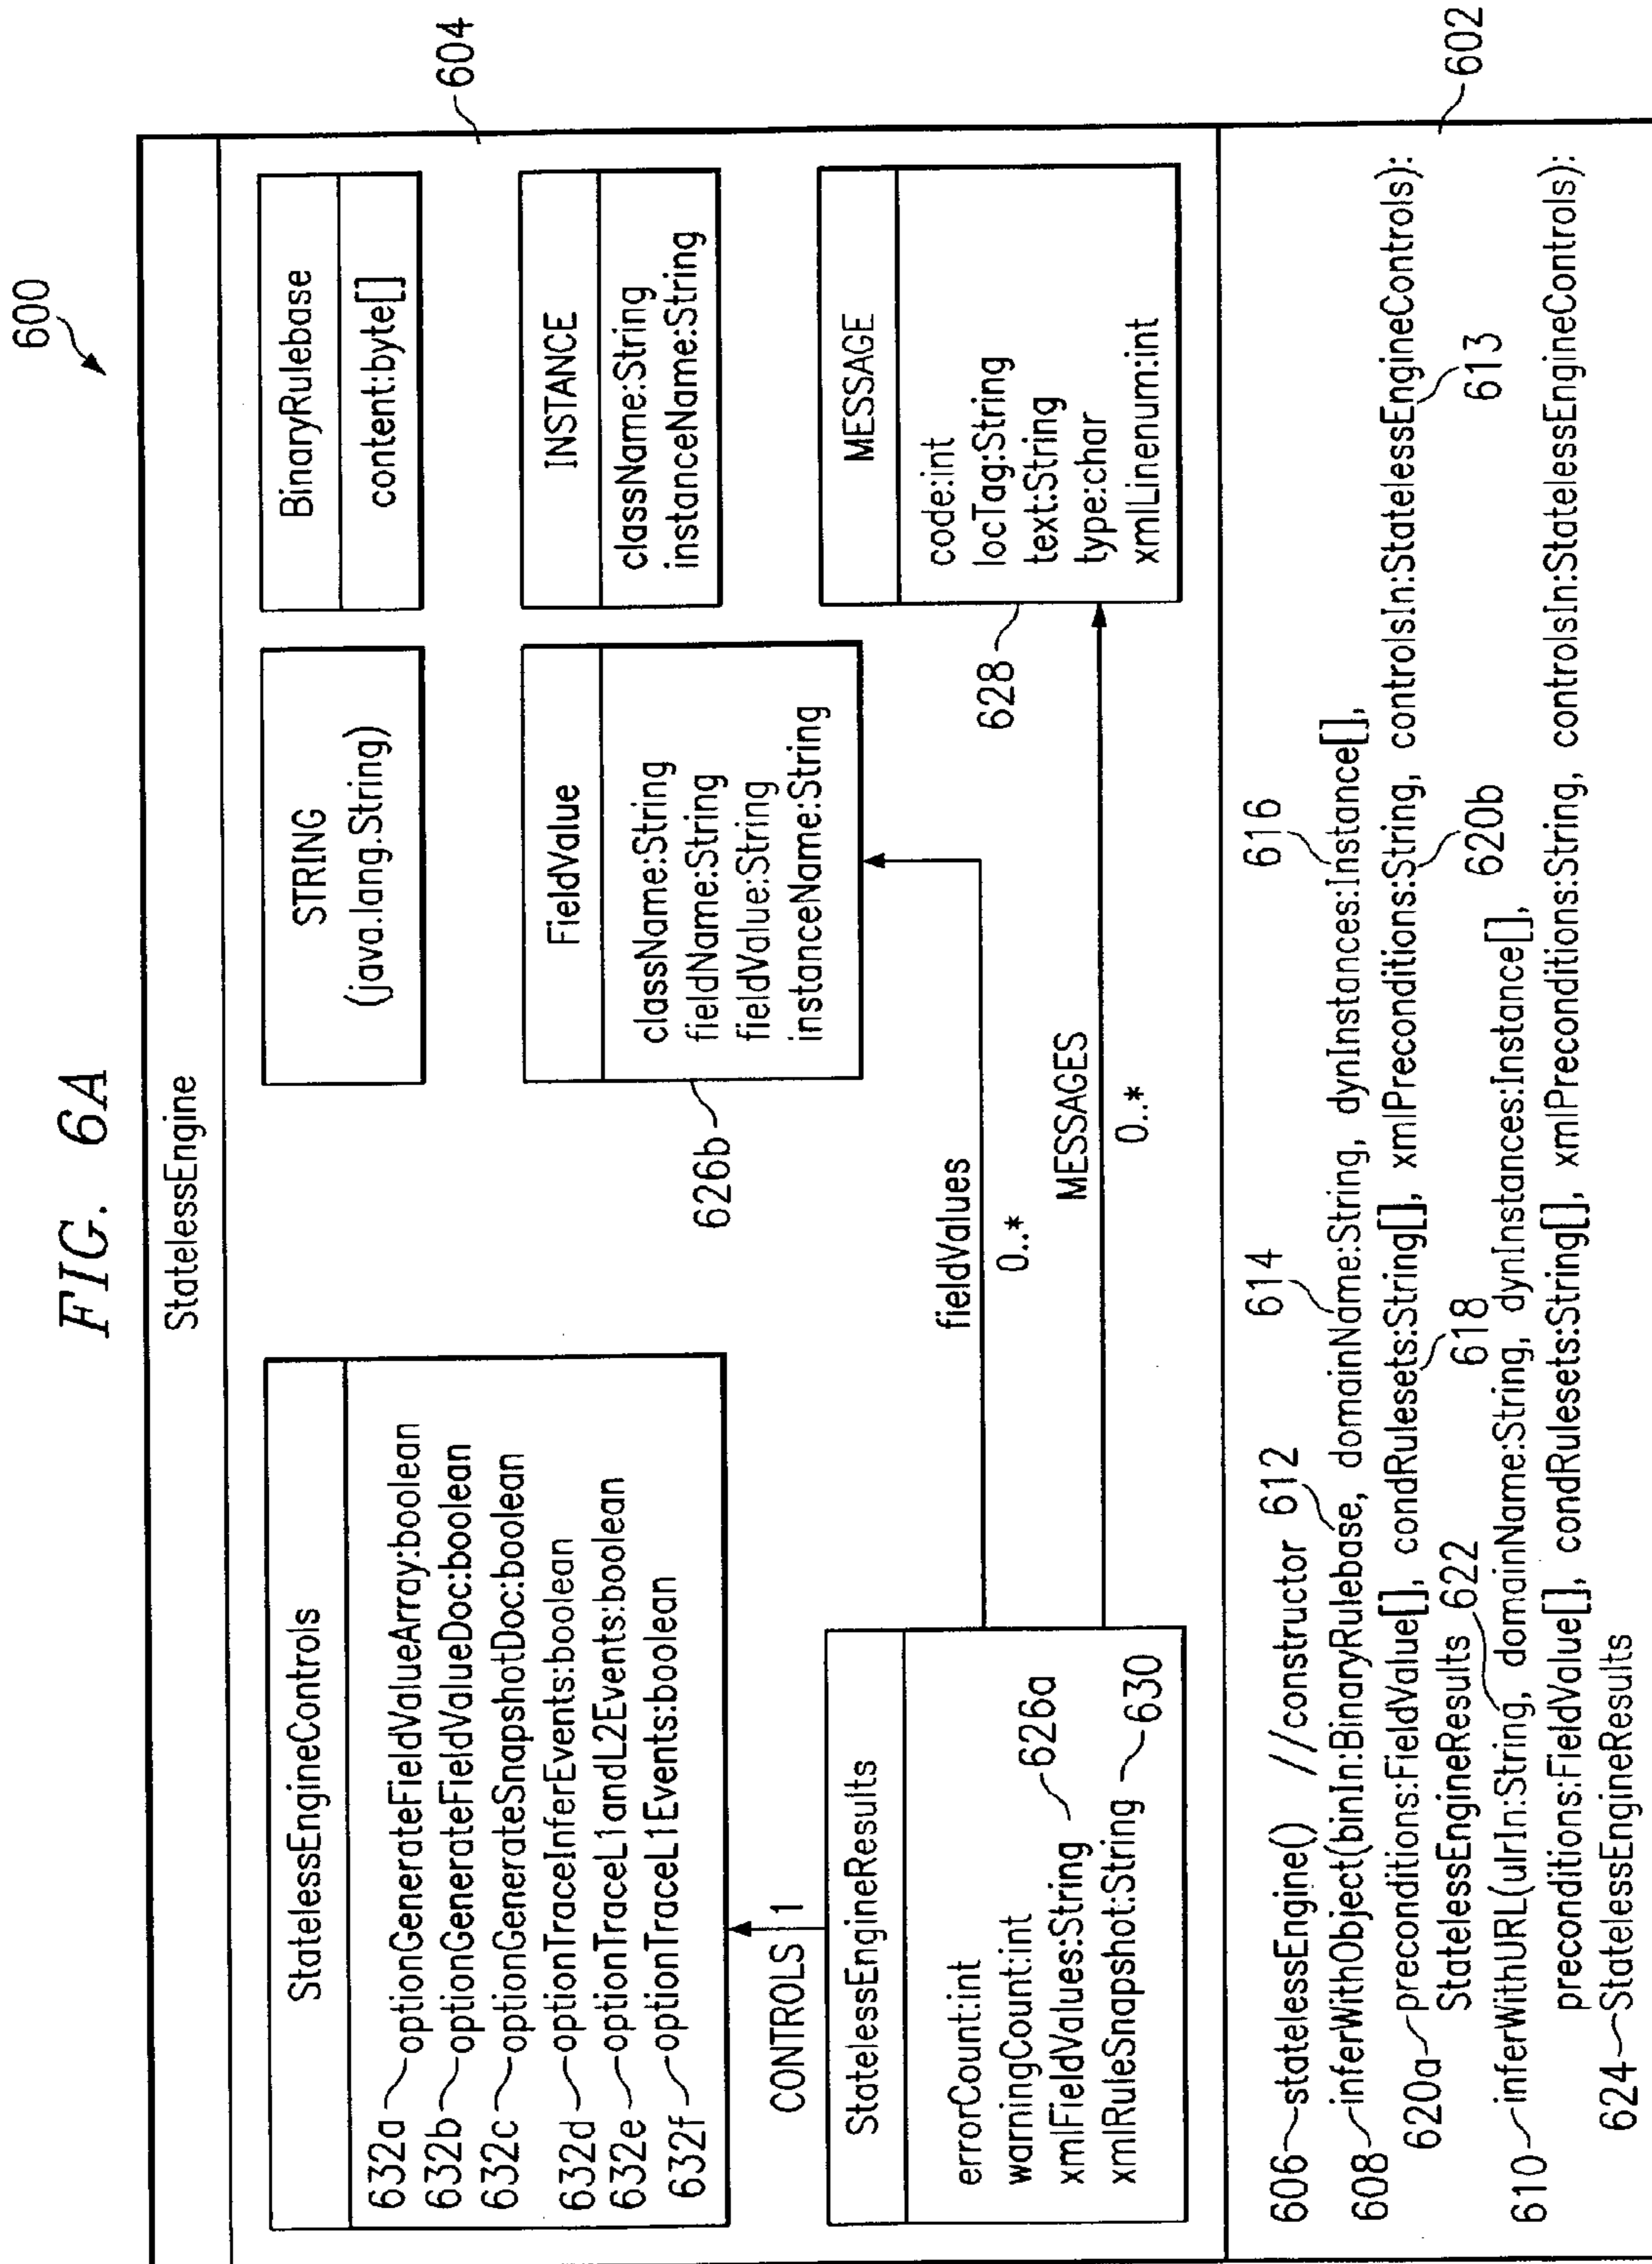 FIG. 6A
600
StatelessEngine
604
StatelessEngineControls
632a optionGenerateFieldValueArray:boolean
632b optionGenerateFieldValueDoc:boolean
632c optionGenerateSnapshotDoc:boolean
632d optionTraceInferEvents:boolean
632e optionTraceL1andL2Events:boolean
632f optionTraceL1Events:boolean
STRING
(java.lang.String)
BinaryRulebase
content:byte[]
FieldValue
className:String
fieldName:String
fieldValue:String
instanceName:String
626b
INSTANCE
className:String
instanceName:String
CONTROLS 1
StatelessEngineResults
errorCount:int
warningCount:int
xmlFieldValues:String 626a
xmlRuleSnapshot:String 630
fieldValues
0..*
MESSAGES
0..*
628
MESSAGE
code:int
locTag:String
text:String
type:char
xmlLinenum:int
602
606 statelessEngine() //constructor 612 614 616
608 inferWithObject(binIn:BinaryRulebase, domainName:String, dynInstances:Instance[],
620a preconditions:FieldValue[], condRulesets:String[], xmlPreconditions:String, controlsIn:StatelessEngineControls):
StatelessEngineResults 622 618 620b 613
610 inferWithURL(ulrIn:String, domainName:String, dynInstances:Instance[],
preconditions:FieldValue[], condRulesets:String[], xmlPreconditions:String, controlsIn:StatelessEngineControls):
624 StatelessEngineResults